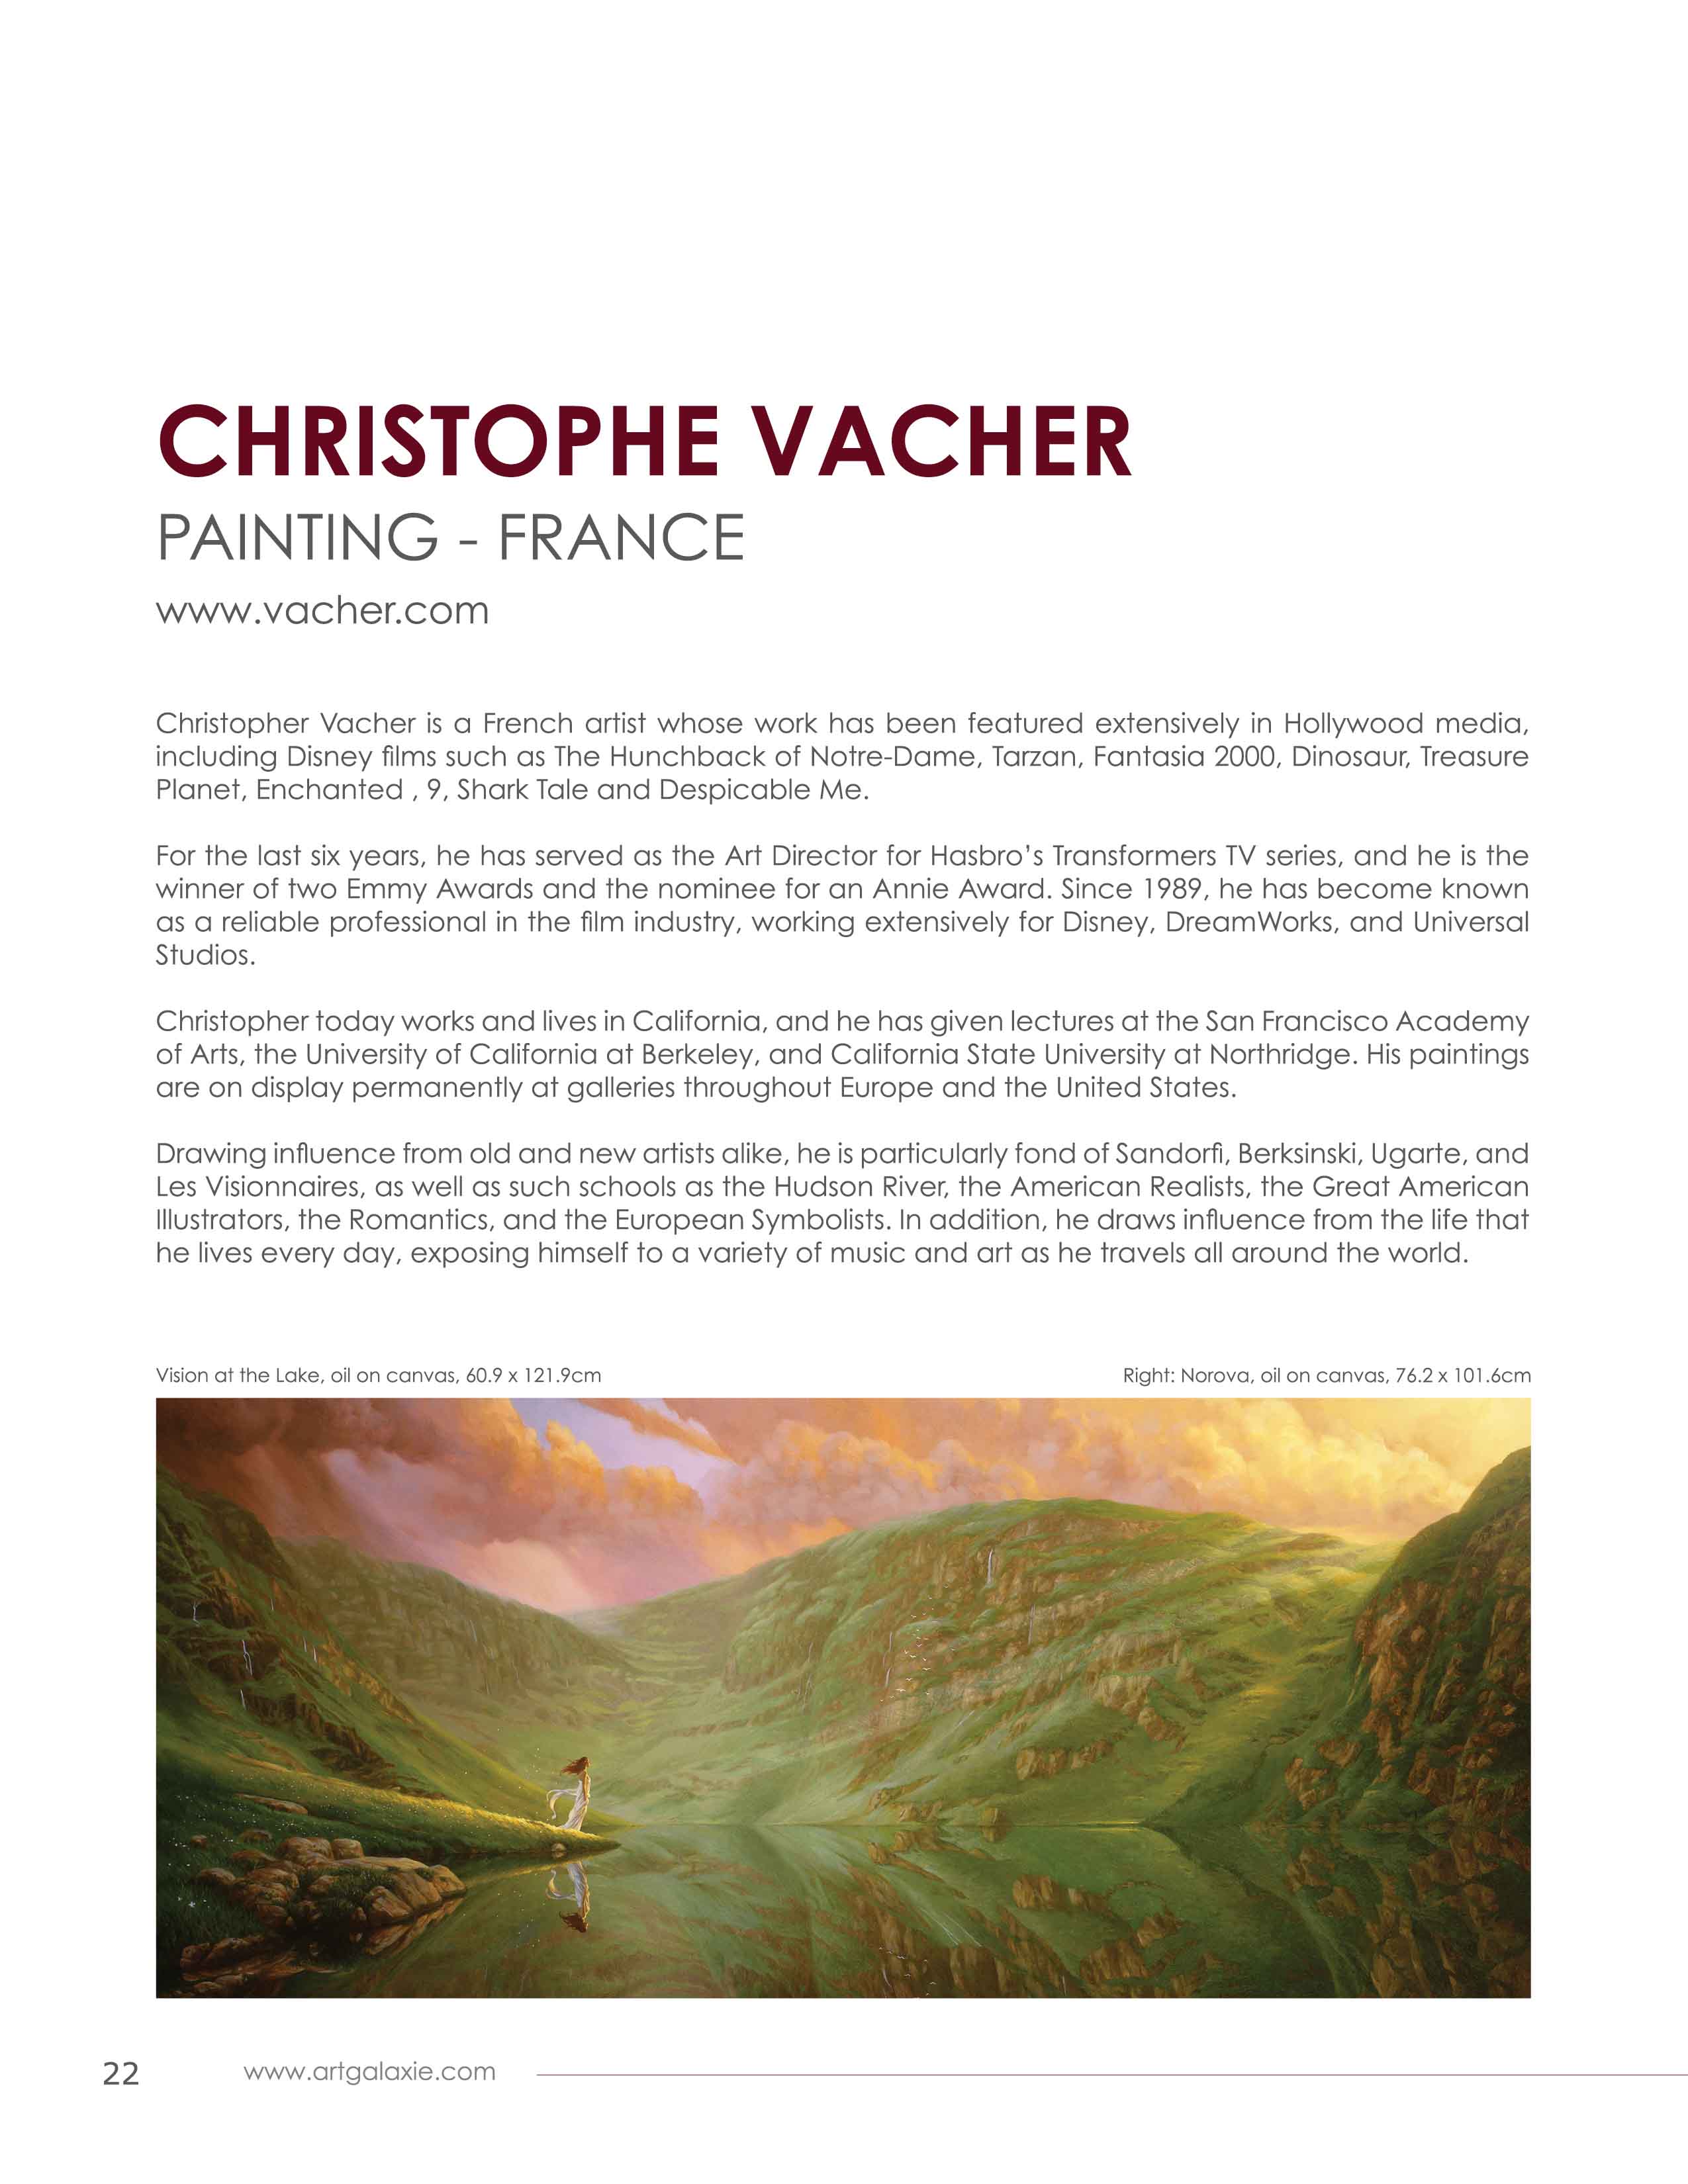 CHRISTOPHE VACHER
PAINTING - FRANCE
www.vacher.com
Christopher Vacher is a French artist whose work has been featured extensively in Hollywood media,
including Disney films such as The Hunchback of Notre-Dame, Tarzan, Fantasia 2000, Dinosaur, Treasure
Planet, Enchanted , 9, Shark Tale and Despicable Me.
For the last six years, he has served as the Art Director for Hasbro’s Transformers TV series, and he is the
winner of two Emmy Awards and the nominee for an Annie Award. Since 1989, he has become known
as a reliable professional in the film industry, working extensively for Disney, DreamWorks, and Universal
Studios.
Christopher today works and lives in California, and he has given lectures at the San Francisco Academy
of Arts, the University of California at Berkeley, and California State University at Northridge. His paintings
are on display permanently at galleries throughout Europe and the United States.
Drawing influence from old and new artists alike, he is particularly fond of Sandorfi, Berksinski, Ugarte, and
Les Visionnaires, as well as such schools as the Hudson River, the American Realists, the Great American
Illustrators, the Romantics, and the European Symbolists. In addition, he draws influence from the life that
he lives every day, exposing himself to a variety of music and art as he travels all around the world.
Vision at the Lake, oil on canvas, 60.9 x 121.9cm
Right: Norova, oil on canvas, 76.2 x 101.6cm
22
www.artgalaxie.com